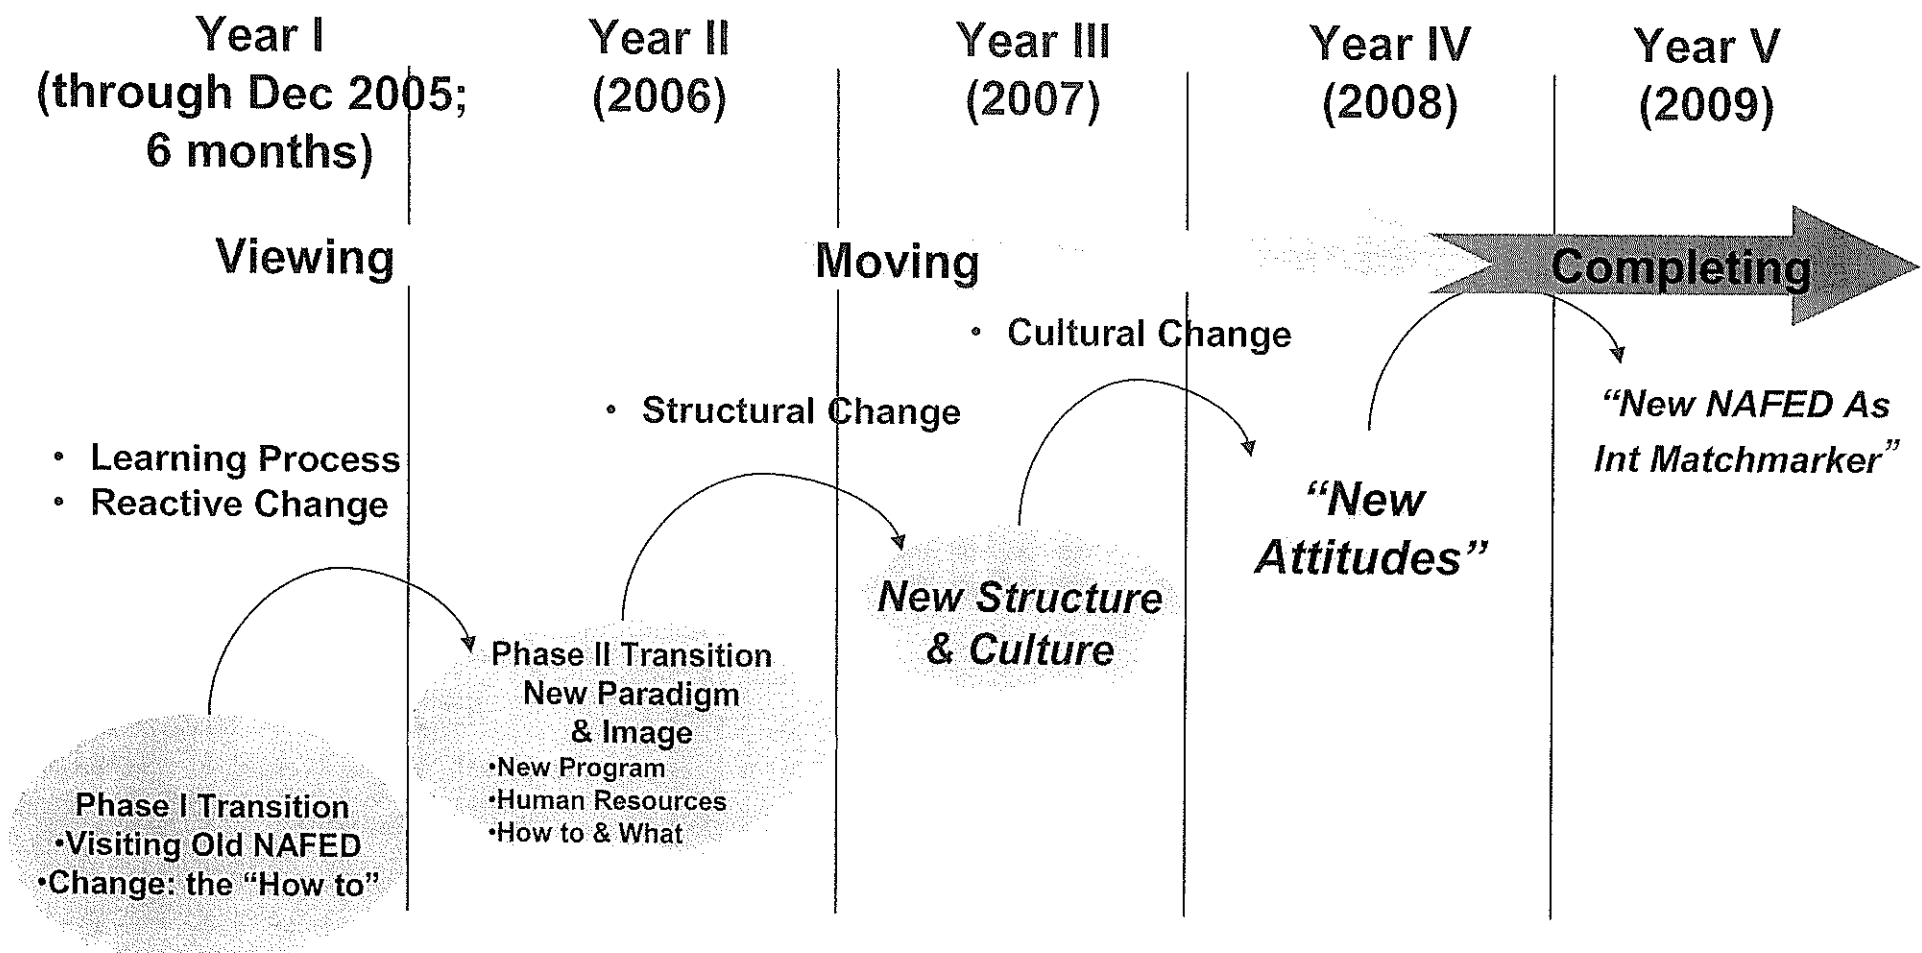 Year I
(through Dec 2005;
6 months)
Year II
(2006)
Year III
(2007)
Year IV
(2008)
Year V
(2009)
Viewing
Moving
Completing
• Learning Process
• Reactive Change
• Structural Change
• Cultural Change
Phase I Transition
•Visiting Old NAFED
•Change: the “How to”
Phase II Transition
New Paradigm
& Image
•New Program
•Human Resources
•How to & What
New Structure
& Culture
“New
Attitudes”
“New NAFED As
Int Matchmarker”